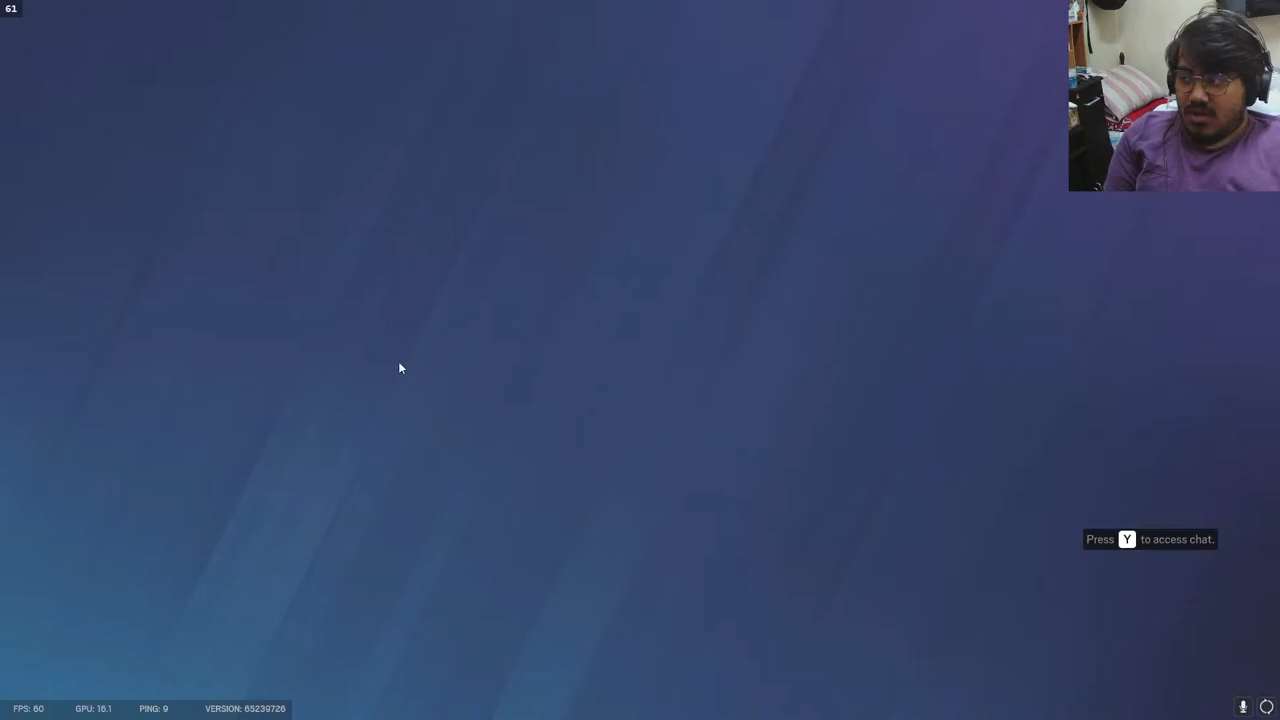 61
Press Y to access chat.
FPS: 60 GPU: 16.1 PING: 9 VERSION: 65239726